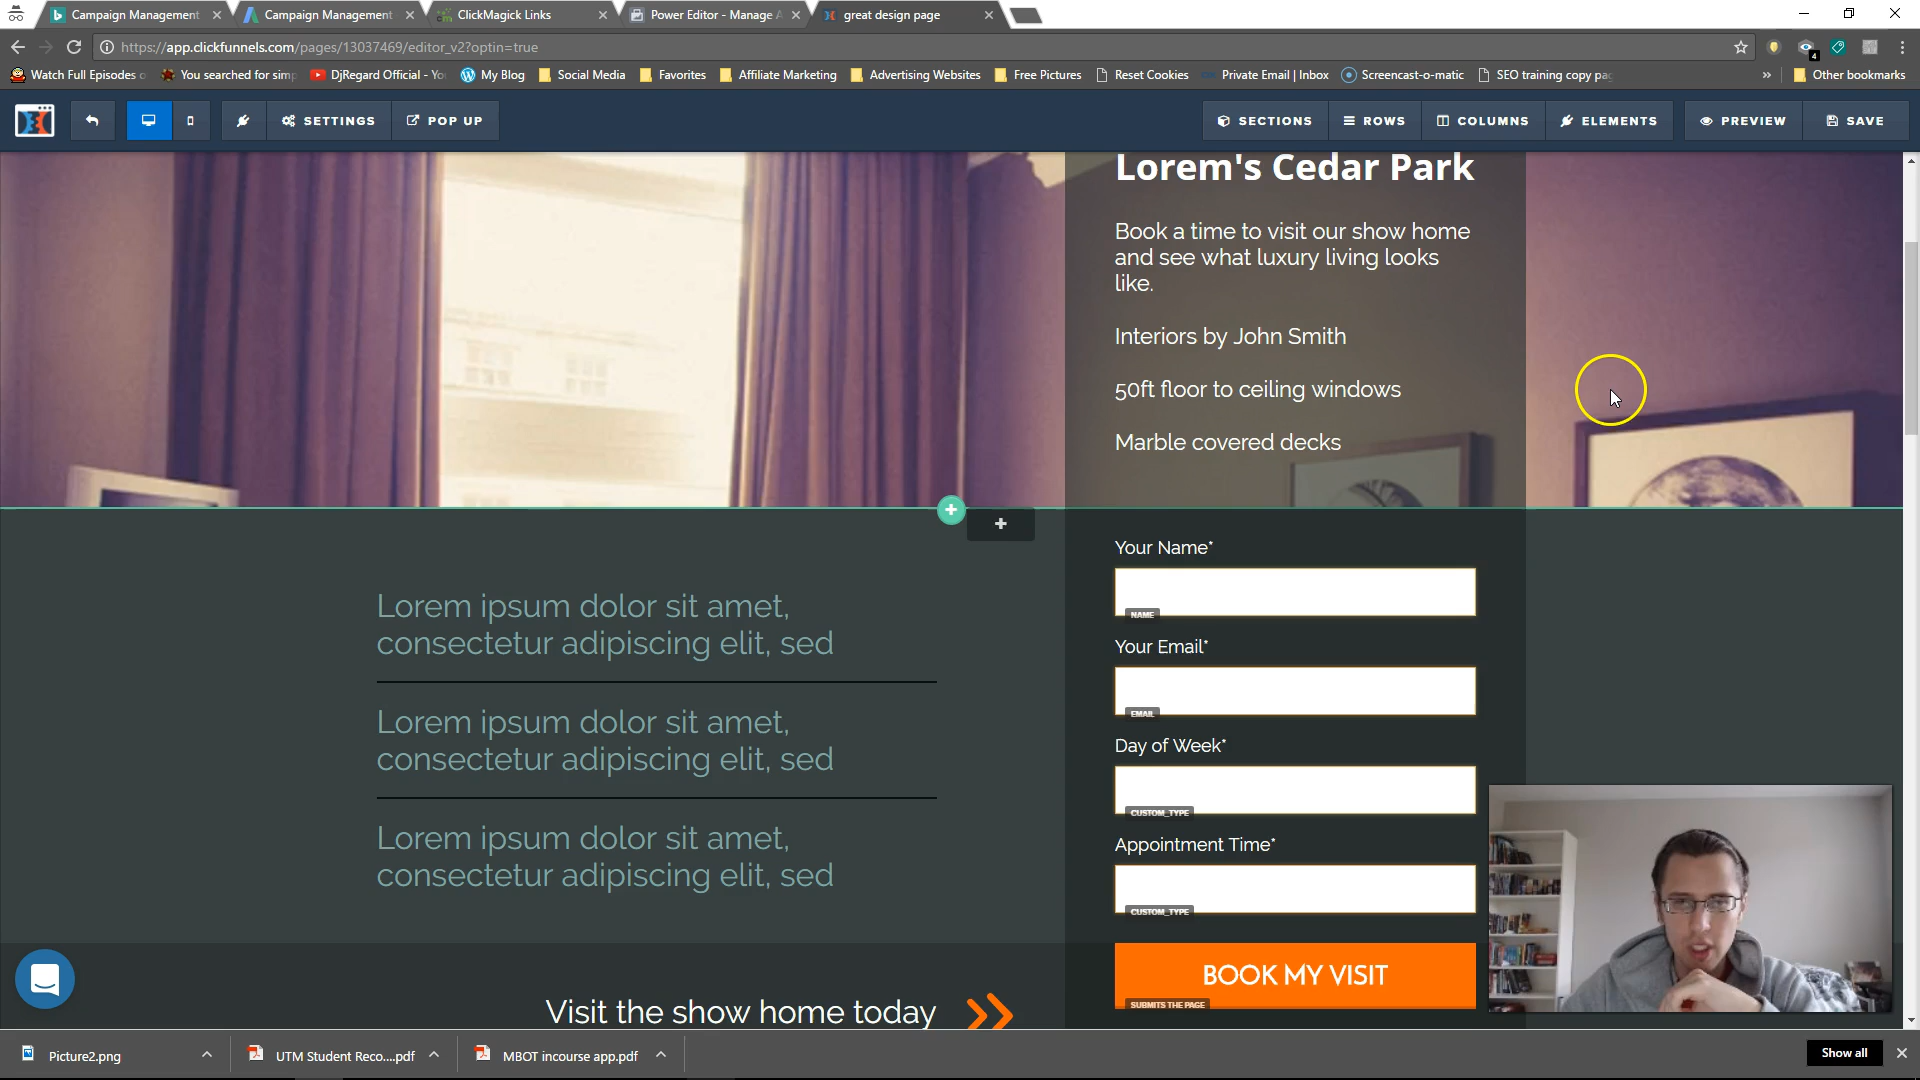 Campaign Management
Campaign Management
ClickMagick Links
Power Editor - Manage A
great design page
https://app.clickfunnels.com/pages/13037469/editor_v2?optin=true
4
Watch Full Episodes o
You searched for simp
DjRegard Official - Yo
My Blog
Social Media
Favorites
Affiliate Marketing
Advertising Websites
Free Pictures
Reset Cookies
Private Email | Inbox
Screencast-o-matic
SEO training copy pag
»
Other bookmarks
SETTINGS
POP UP
SECTIONS
ROWS
COLUMNS
ELEMENTS
PREVIEW
SAVE
Lorem's Cedar Park
Book a time to visit our show home
and see what luxury living looks
like.
Interiors by John Smith
50ft floor to ceiling windows
Marble covered decks
Your Name*
NAME
Your Email*
EMAIL
Day of Week*
CUSTOM_TYPE
Appointment Time*
CUSTOM_TYPE
BOOK MY VISIT
SUBMITS THE PAGE
Lorem ipsum dolor sit amet,
consectetur adipiscing elit, sed
Lorem ipsum dolor sit amet,
consectetur adipiscing elit, sed
Lorem ipsum dolor sit amet,
consectetur adipiscing elit, sed
Visit the show home today
Picture2.png
UTM Student Reco....pdf
MBOT incourse app.pdf
Show all